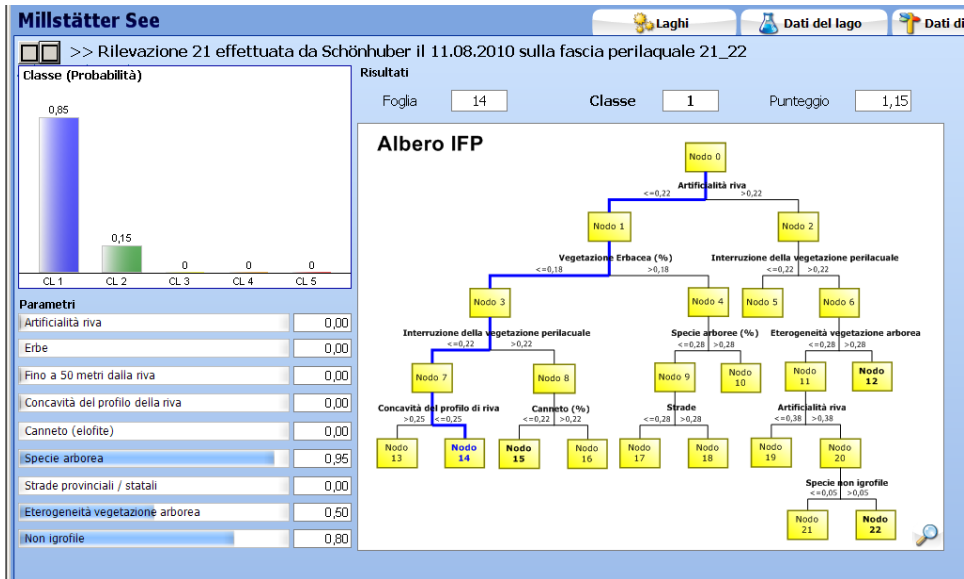 Millstätter See
Laghi
Dati del lago
Dati di
>> Rilevazione 21 effettuata da Schönhuber il 11.08.2010 sulla fascia perilaquale 21_22
Classe (Probabilità)
0,85
0,15
0
0
0
CL 1
CL 2
CL 3
CL 4
CL 5
Parametri
Artificialità riva 0,00
Erbe 0,00
Fino a 50 metri dalla riva 0,00
Concavità del profilo della riva 0,00
Canneto (elofite) 0,00
Specie arborea 0,95
Strade provinciali / statali 0,00
Eterogeneità vegetazione arborea 0,50
Non igrofile 0,80
Risultati
Foglia 14 Classe 1 Punteggio 1,15
Albero IFP
Nodo 0
Artificialità riva
<=0,22 >0,22
Nodo 1 Nodo 2
Vegetazione Erbacea (%) Interruzione della vegetazione perilacuale
<=0,18 >0,18 <=0,22 >0,22
Nodo 3 Nodo 4 Nodo 5 Nodo 6
Interruzione della vegetazione perilacuale Specie arboree (%) Eterogeneità vegetazione arborea
<=0,22 >0,22 <=0,28 >0,28 <=0,28 >0,28
Nodo 7 Nodo 8 Nodo 9 Nodo 10 Nodo 11 Nodo 12
Concavità del profilo di riva Canneto (%) Strade Artificialità riva
>0,25 <=0,25 <=0,22 >0,22 <=0,28 >0,28 <=0,38 >0,38
Nodo 13 Nodo 14 Nodo 15 Nodo 16 Nodo 17 Nodo 18 Nodo 19 Nodo 20
Specie non igrofile
<=0,05 >0,05
Nodo 21 Nodo 22